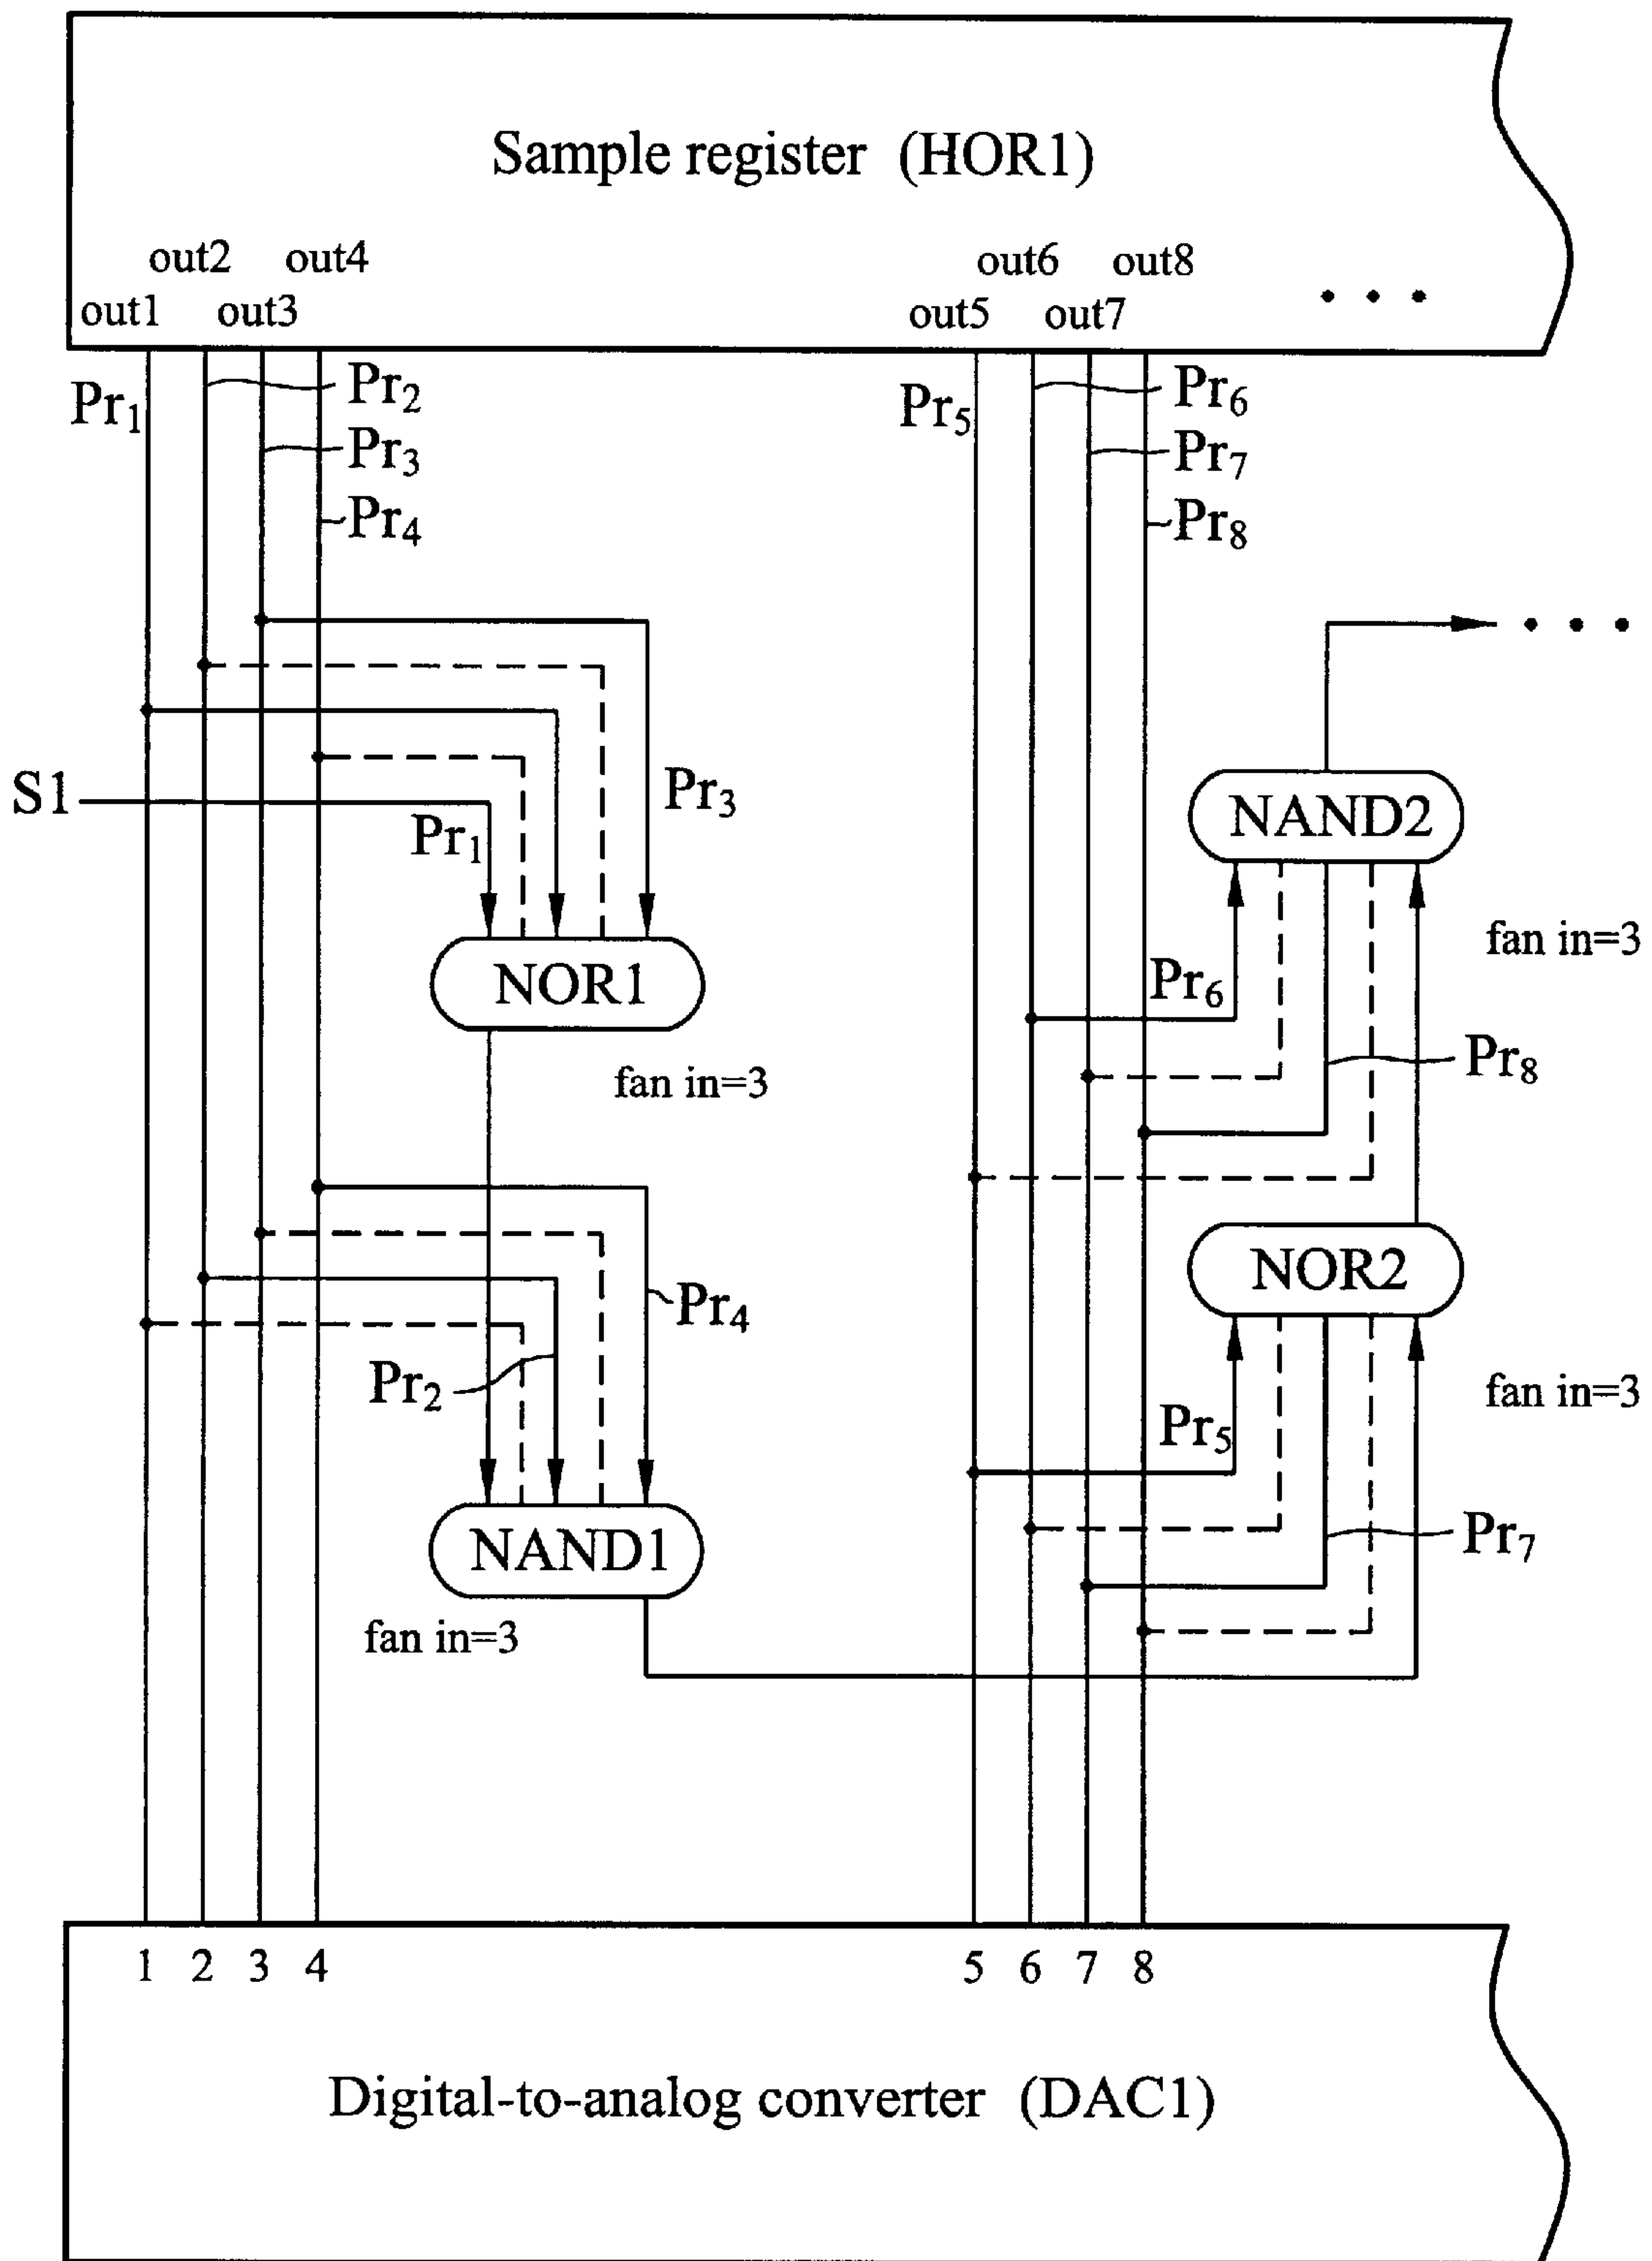 Sample register (HOR1)
out2 out4 out6 out8
out1 out3 out5 out7 • • •
Pr1 Pr2 Pr5 Pr6
Pr3 Pr7
Pr4 Pr8
• • •
S1 Pr3 NAND2
Pr1
fan in=3
NOR1 Pr6
fan in=3 Pr8
NOR2
Pr4
Pr2 fan in=3
Pr5
NAND1 Pr7
fan in=3
1 2 3 4 5 6 7 8
Digital-to-analog converter (DAC1)